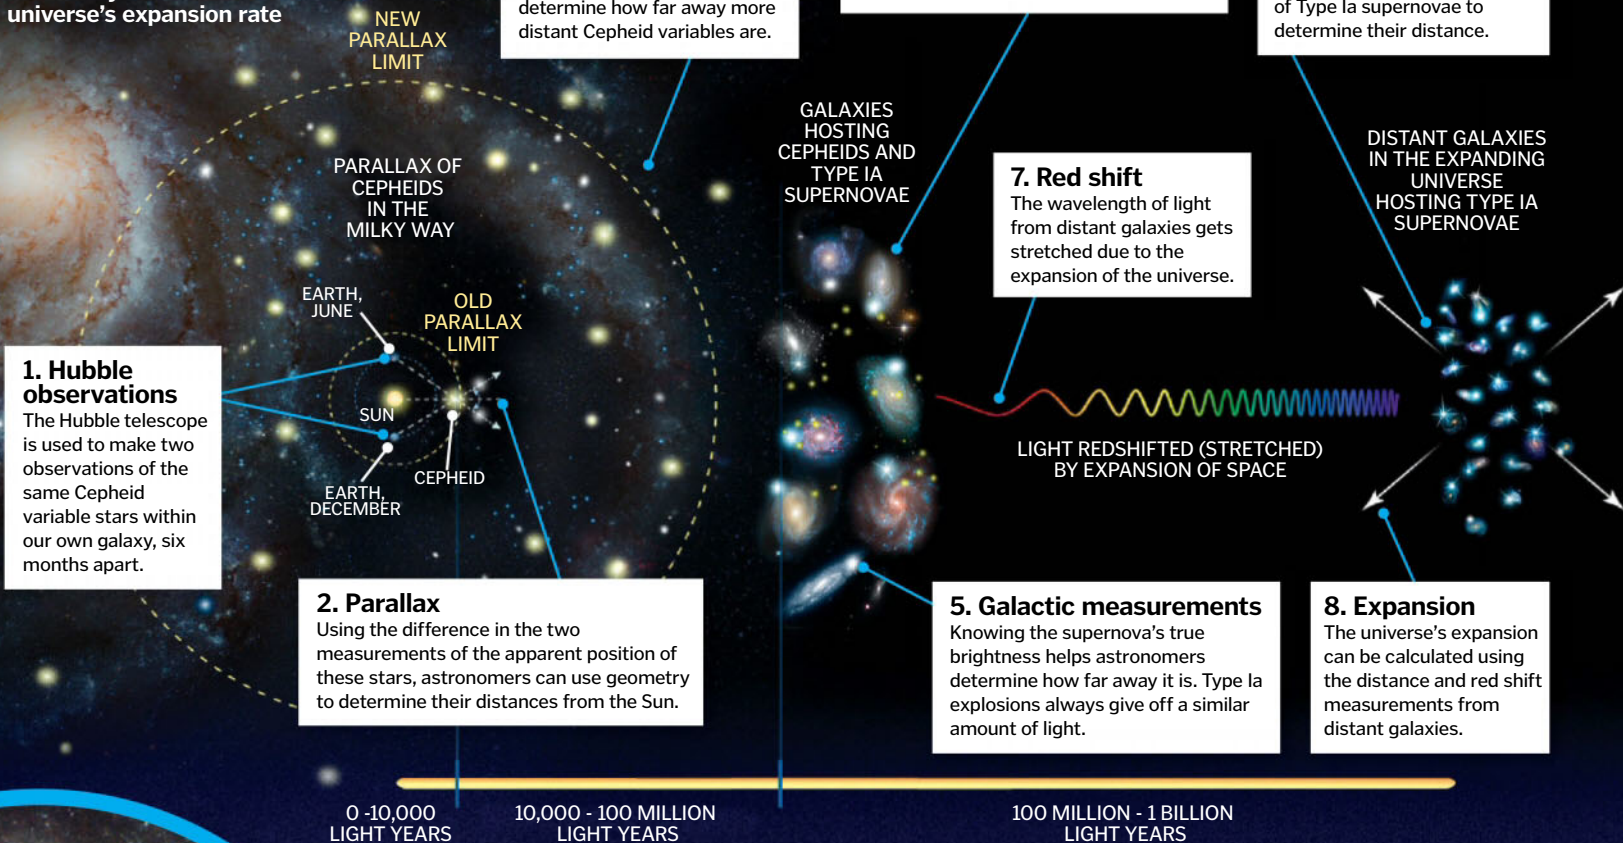 universe's expansion rate
determine how far away more
distant Cepheid variables are.
of Type Ia supernovae to
determine their distance.
NEW
PARALLAX
LIMIT
PARALLAX OF
CEPHEIDS
IN THE
MILKY WAY
EARTH,
JUNE
OLD
PARALLAX
LIMIT
SUN
CEPHEID
EARTH,
DECEMBER
1. Hubble
observations
The Hubble telescope
is used to make two
observations of the
same Cepheid
variable stars within
our own galaxy, six
months apart.
2. Parallax
Using the difference in the two
measurements of the apparent position of
these stars, astronomers can use geometry
to determine their distances from the Sun.
GALAXIES
HOSTING
CEPHEIDS AND
TYPE IA
SUPERNOVAE
7. Red shift
The wavelength of light
from distant galaxies gets
stretched due to the
expansion of the universe.
DISTANT GALAXIES
IN THE EXPANDING
UNIVERSE
HOSTING TYPE IA
SUPERNOVAE
LIGHT REDSHIFTED (STRETCHED)
BY EXPANSION OF SPACE
5. Galactic measurements
Knowing the supernova's true
brightness helps astronomers
determine how far away it is. Type Ia
explosions always give off a similar
amount of light.
8. Expansion
The universe's expansion
can be calculated using
the distance and red shift
measurements from
distant galaxies.
0 -10,000
LIGHT YEARS
10,000 - 100 MILLION
LIGHT YEARS
100 MILLION - 1 BILLION
LIGHT YEARS